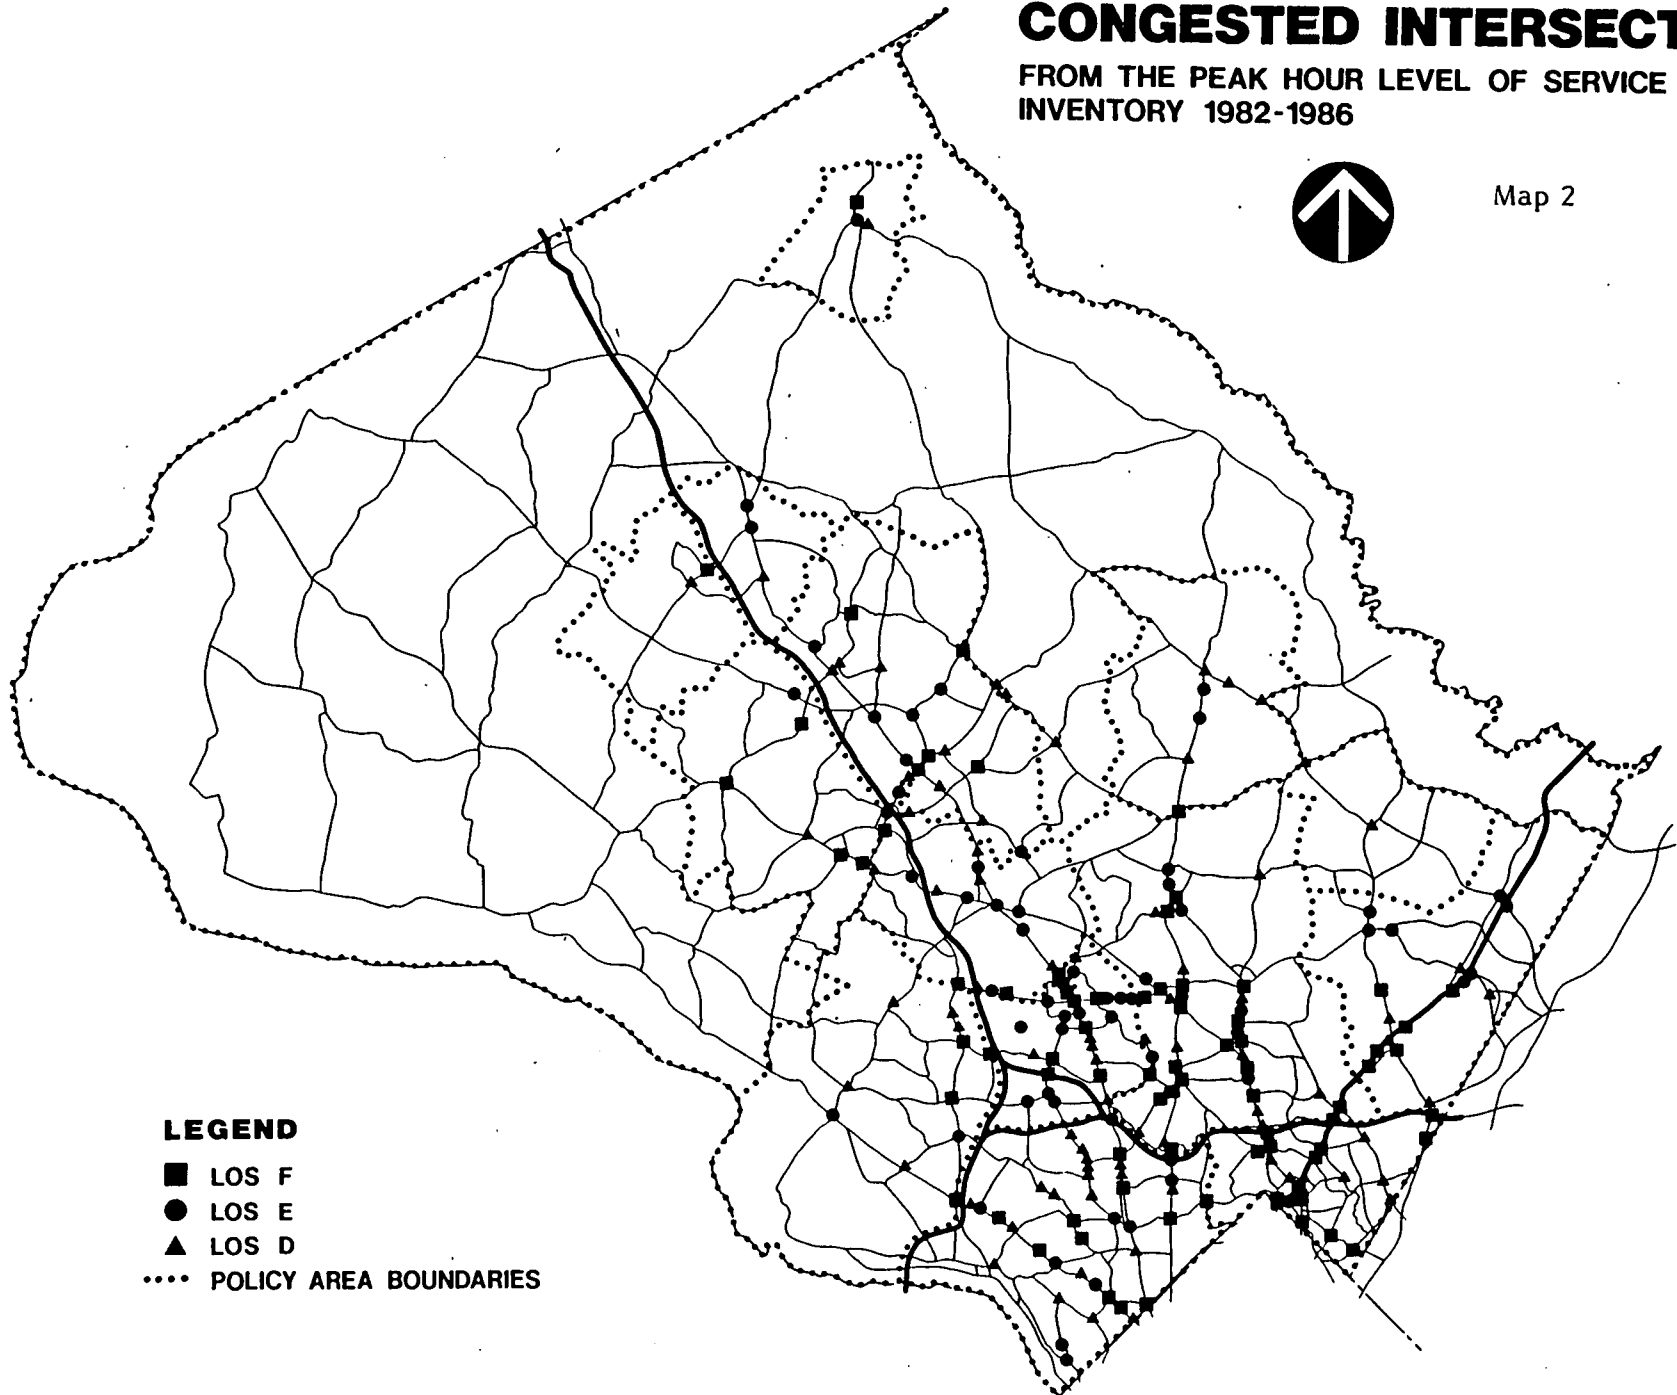 CONGESTED INTERSECT
FROM THE PEAK HOUR LEVEL OF SERVICE
INVENTORY 1982-1986
Map 2
LEGEND
LOS F
LOS E
LOS D
POLICY AREA BOUNDARIES